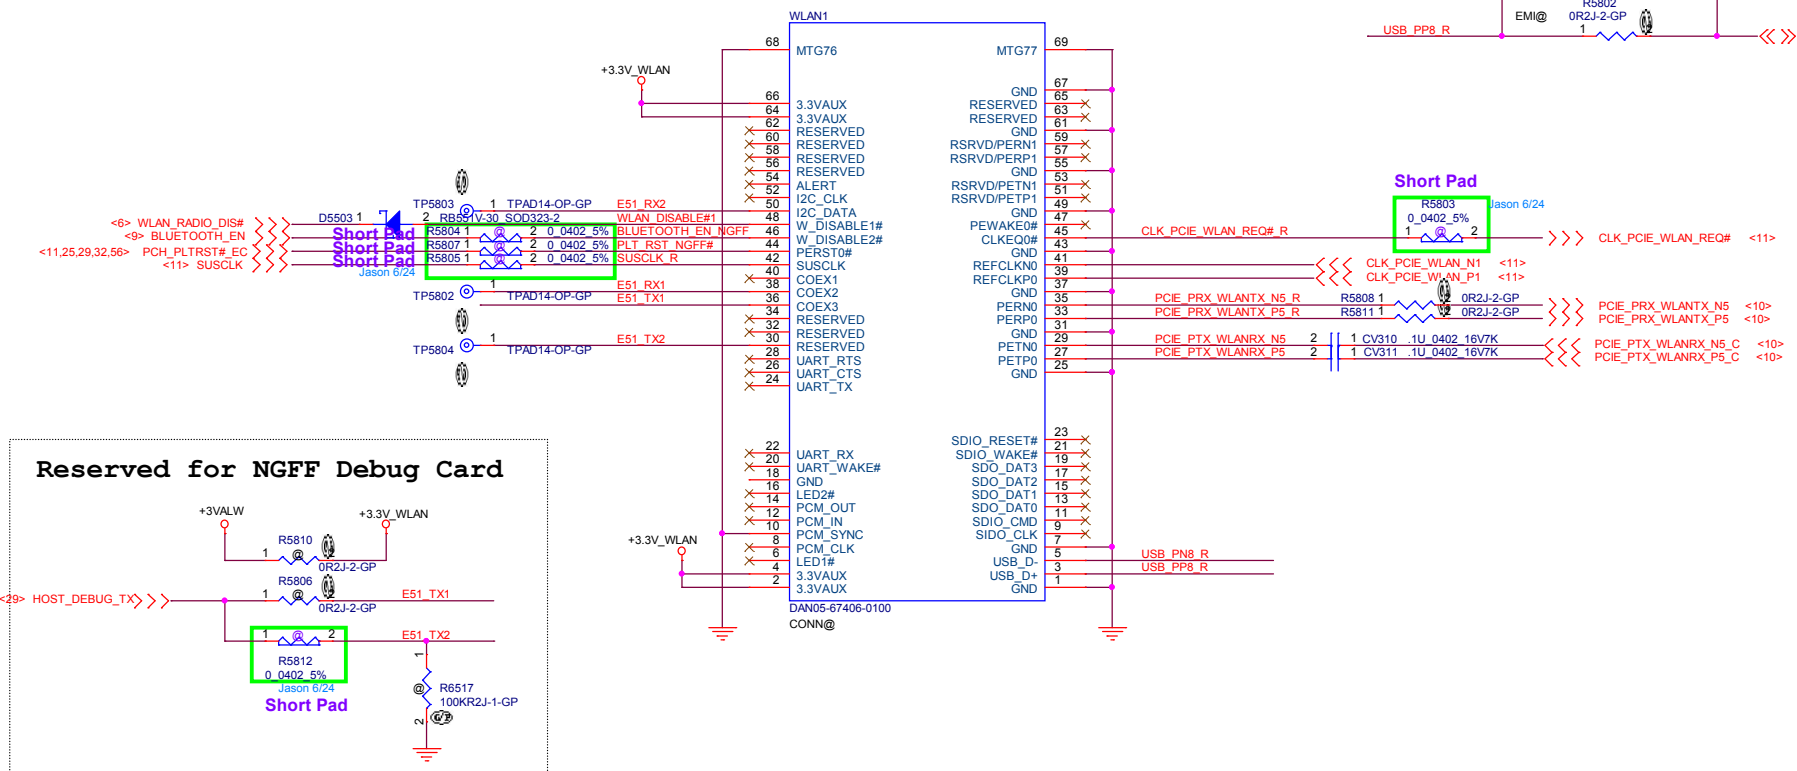 WLAN1
R5802
EMI@ 0R2J-2-GP
USB_PP8_R 1
68 MTG76 MTG77 69
+3.3V_WLAN
67 GND
66 3.3VAUX RESERVED 65
64 3.3VAUX RESERVED 63
62 RESERVED GND 61
60 RESERVED RSRVD/PERN1 59
58 RESERVED RSRVD/PERP1 57
56 RESERVED GND 55
54 ALERT RSRVD/PETN1 53
52 I2C_CLK RSRVD/PETP1 51
50 I2C_DATA GND 49
48 W_DISABLE1# PEWAKE0# 47
46 W_DISABLE2# CLKEQ0# 45
44 PERST0# GND 43
42 SUSCLK REFCLKN0 41
40 COEX1 REFCLKP0 39
38 COEX2 GND 37
36 COEX3 PERN0 35
34 RESERVED PERP0 33
32 RESERVED GND 31
30 RESERVED PETN0 29
28 UART_RTS PETP0 27
26 UART_CTS GND 25
24 UART_TX
SDIO_RESET# 23
22 UART_RX SDIO_WAKE# 21
20 UART_WAKE# SDO_DAT3 19
18 GND SDO_DAT2 17
16 LED2# SDO_DAT1 15
14 PCM_OUT SDO_DAT0 13
12 PCM_IN SDIO_CMD 11
10 PCM_SYNC SIDO_CLK 9
8 PCM_CLK GND 7
6 LED1# USB_D- 5
4 3.3VAUX USB_D+ 3
2 3.3VAUX GND 1
DAN05-67406-0100
CONN@
TP5803 1 TPAD14-OP-GP E51_RX2
<6> WLAN_RADIO_DIS# D5503 1 2 RB551V-30_SOD323-2 WLAN_DISABLE#1
<9> BLUETOOTH_EN Short Pad R5804 1 @ 2 0_0402_5% BLUETOOTH_EN_NGFF
<11,25,29,32,56> PCH_PLTRST#_EC Short Pad R5807 1 @ 2 0_0402_5% PLT_RST_NGFF#
<11> SUSCLK Short Pad R5805 1 @ 2 0_0402_5% SUSCLK_R
Jason 6/24
TP5802 1 TPAD14-OP-GP E51_RX1
E51_TX1
TP5804 1 TPAD14-OP-GP E51_TX2
+3.3V_WLAN
Short Pad
R5803 Jason 6/24
0_0402_5%
CLK_PCIE_WLAN_REQ#_R 1 @ 2 CLK_PCIE_WLAN_REQ# <11>
CLK_PCIE_WLAN_N1 <11>
CLK_PCIE_WLAN_P1 <11>
PCIE_PRX_WLANTX_N5_R R5808 1 0R2J-2-GP PCIE_PRX_WLANTX_N5 <10>
PCIE_PRX_WLANTX_P5_R R5811 1 0R2J-2-GP PCIE_PRX_WLANTX_P5 <10>
PCIE_PTX_WLANRX_N5 2 1 CV310 .1U_0402_16V7K PCIE_PTX_WLANRX_N5_C <10>
PCIE_PTX_WLANRX_P5 2 1 CV311 .1U_0402_16V7K PCIE_PTX_WLANRX_P5_C <10>
USB_PN8_R
USB_PP8_R
Reserved for NGFF Debug Card
+3VALW +3.3V_WLAN
R5810
1 @
0R2J-2-GP
R5806
<29> HOST_DEBUG_TX 1 @ E51_TX1
0R2J-2-GP
1 @ 2 E51_TX2
R5812
0_0402_5%
Jason 6/24
Short Pad
1
@ R6517
100KR2J-1-GP
2